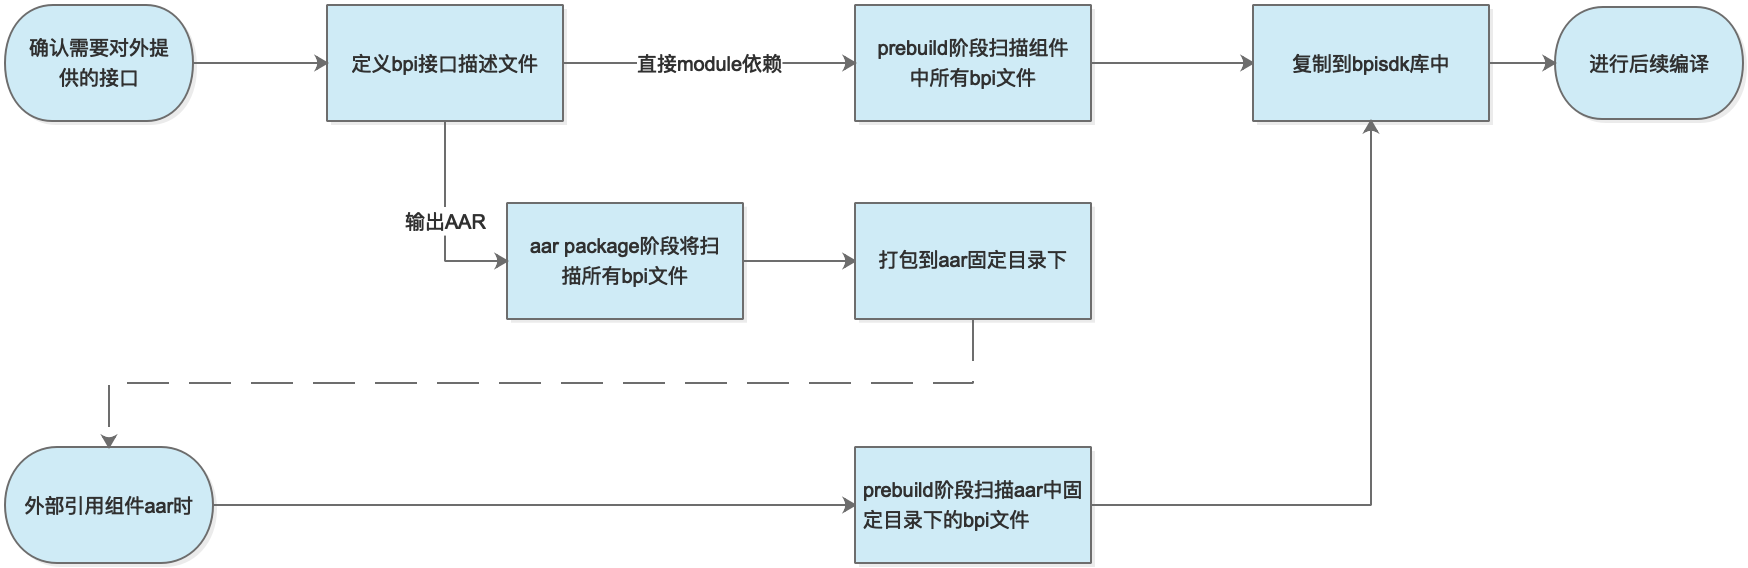 确认需要对外提
供的接口
定义bpi接口描述文件
直接module依赖
prebuild阶段扫描组件
中所有bpi文件
复制到bpisdk库中
进行后续编译
输出AAR
aar package阶段将扫
描所有bpi文件
打包到aar固定目录下
外部引用组件aar时
prebuild阶段扫描aar中固
定目录下的bpi文件